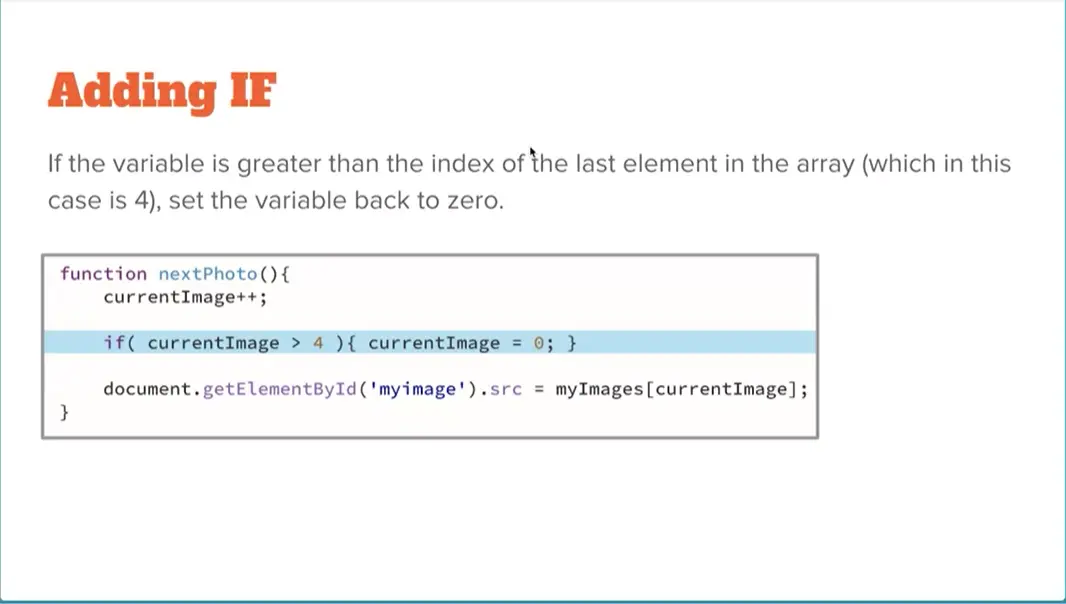 Adding IF
If the variable is greater than the index of the last element in the array (which in this
case is 4), set the variable back to zero.
function nextPhoto(){
currentImage++;
if( currentImage > 4 ){ currentImage = 0; }
document.getElementById('myimage').src = myImages[currentImage];
}